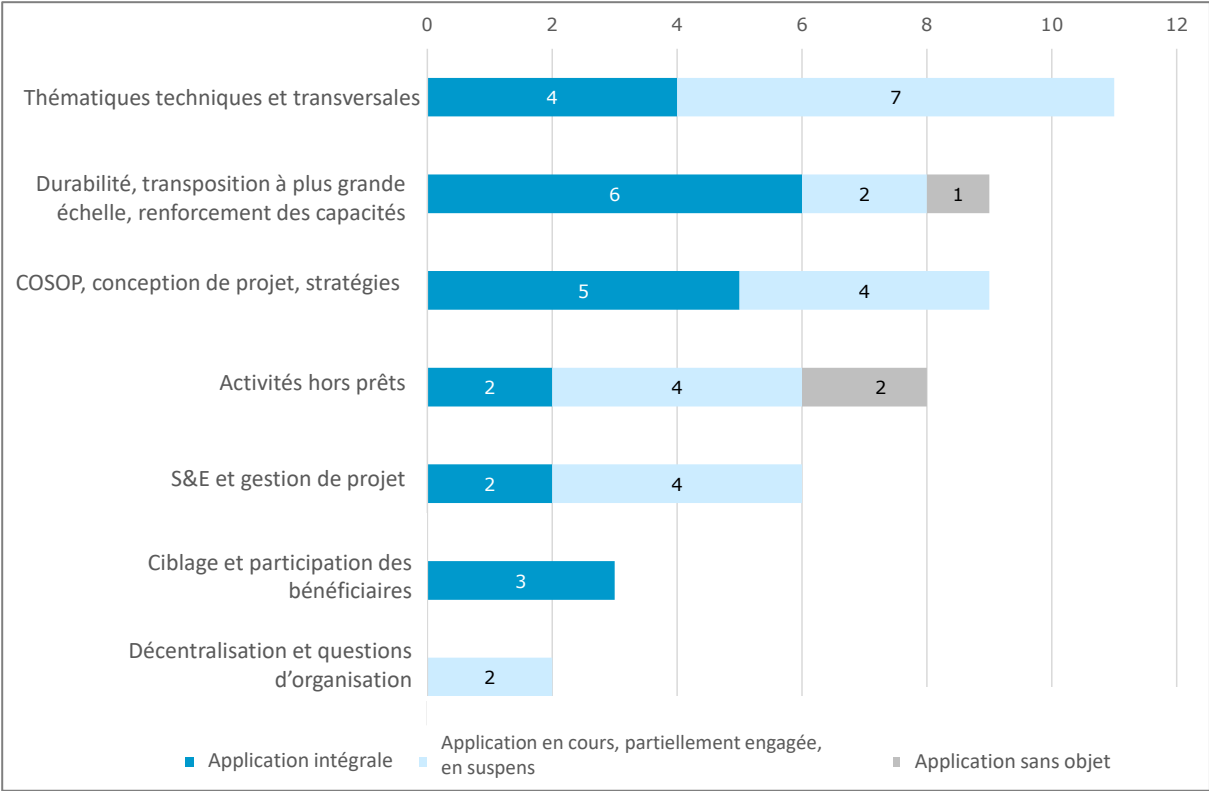 0 2 4 6 8 10 12
Thématiques techniques et transversales
4 7
Durabilité, transposition à plus grande
échelle, renforcement des capacités
6 2 1
COSOP, conception de projet, stratégies
5 4
Activités hors prêts
2 4 2
S&E et gestion de projet
2 4
Ciblage et participation des
bénéficiaires
3
Décentralisation et questions
d’organisation
2
Application intégrale
Application en cours, partiellement engagée,
en suspens
Application sans objet